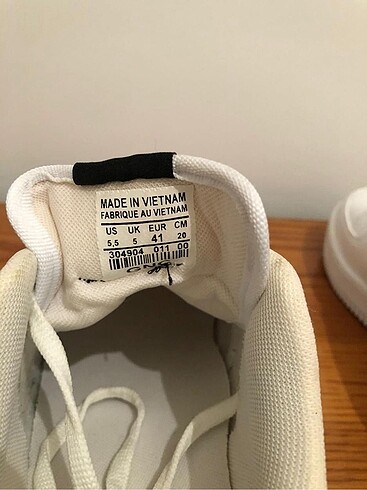 MADE IN VIETNAM
FABRIQUE AU VIETNAM
US UK EUR CM
5,5 5 41 20
304904 011 00